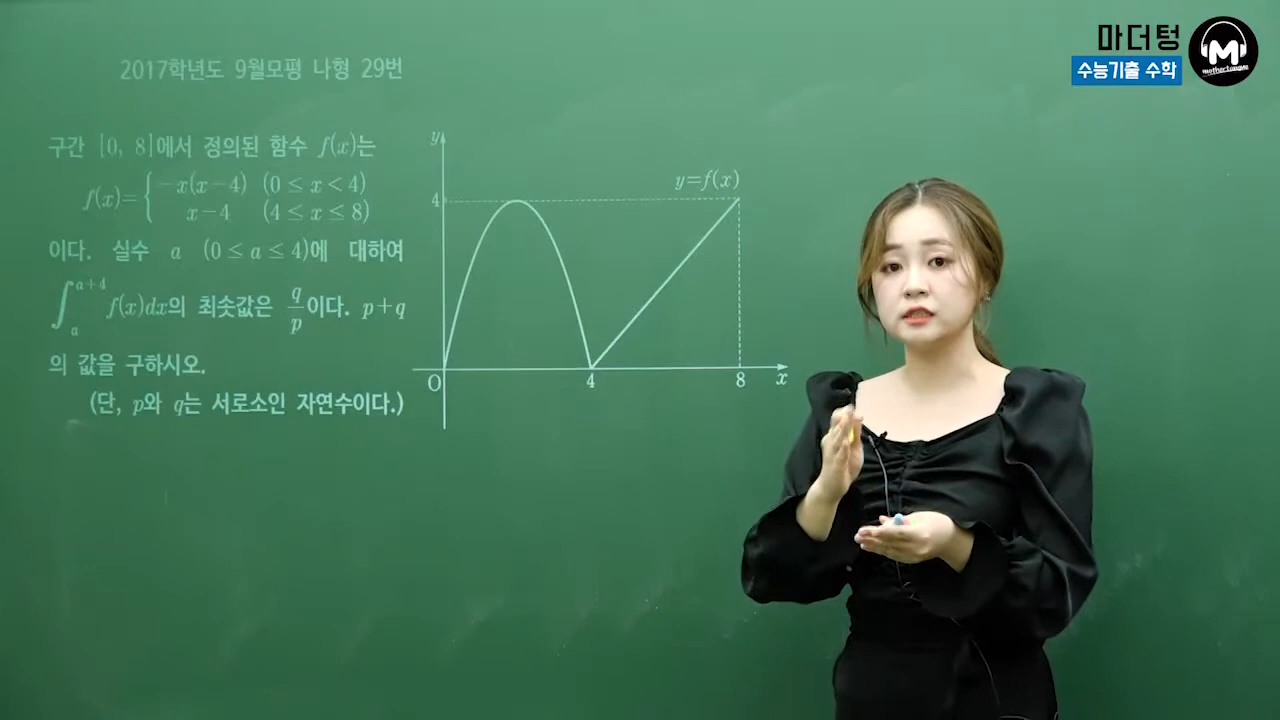 마더텅
수능기출 수학
M
mothertongue
2017학년도 9월모평 나형 29번
구간 [0, 8]에서 정의된 함수 f(x)는
f(x)={ -x(x-4) (0 ≤ x < 4)
x-4 (4 ≤ x ≤ 8)
이다. 실수 a (0 ≤ a ≤ 4)에 대하여
∫_a^{a+4} f(x)dx의 최솟값은 q/p이다. p+q
의 값을 구하시오.
(단, p와 q는 서로소인 자연수이다.)
y
y=f(x)
4
O
4
8
x